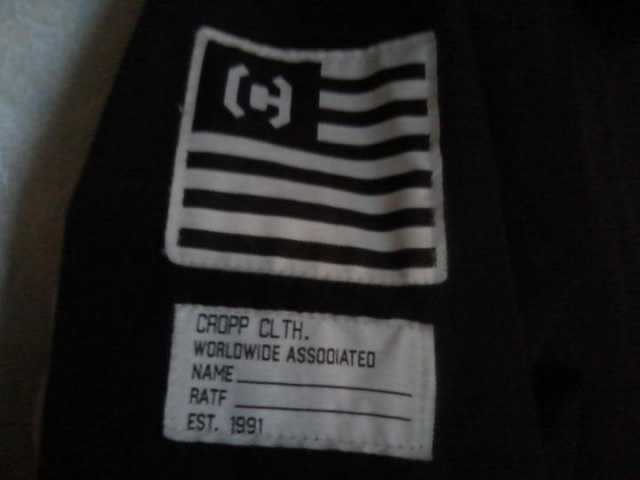 CROPP CLTH.
WORLDWIDE ASSOCIATED
NAME
RATF
EST. 1991